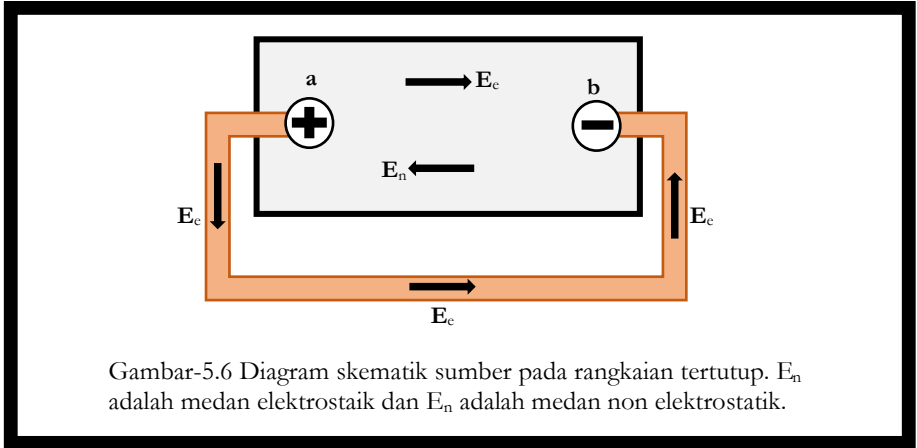 a
b
Ee
En
Ee
Ee
Ee
Gambar-5.6 Diagram skematik sumber pada rangkaian tertutup. En
adalah medan elektrostaik dan En adalah medan non elektrostatik.